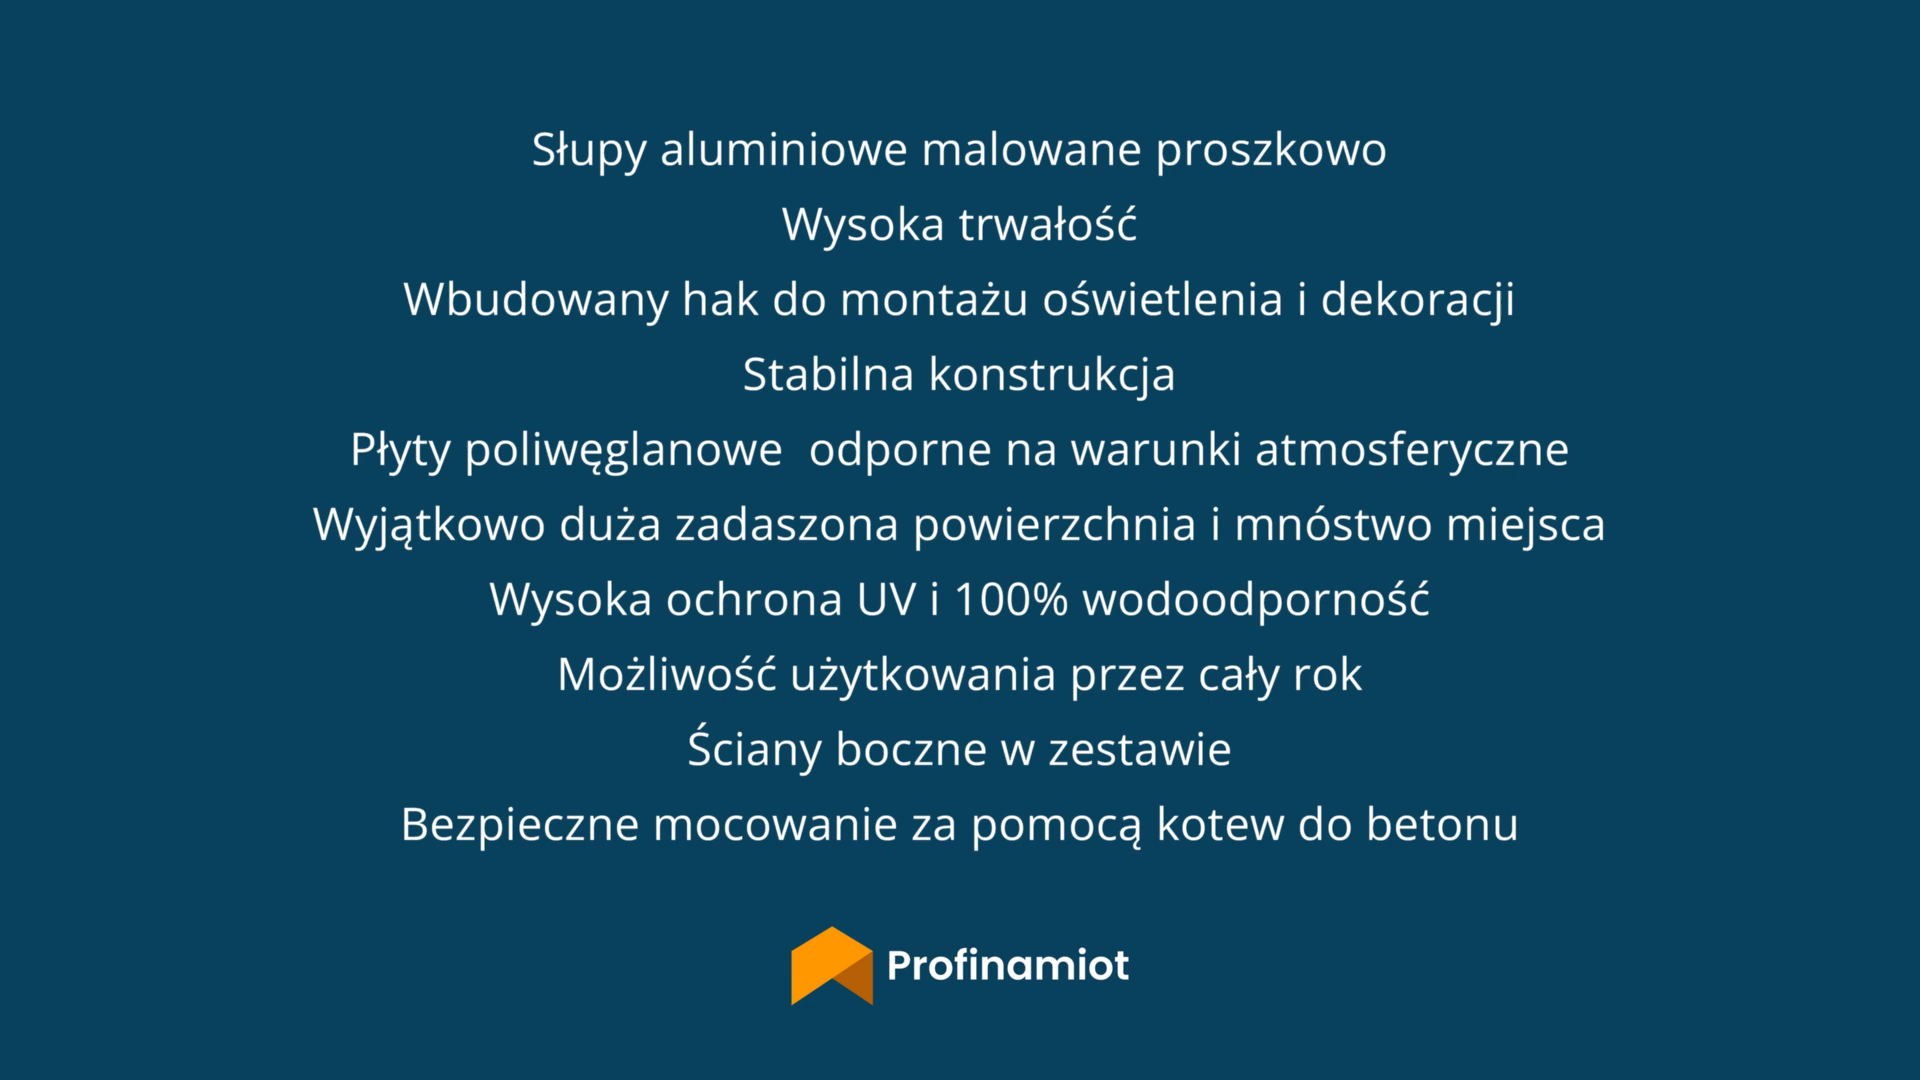 Słupy aluminiowe malowane proszkowo
Wysoka trwałość
Wbudowany hak do montażu oświetlenia i dekoracji
Stabilna konstrukcja
Płyty poliwęglanowe  odporne na warunki atmosferyczne
Wyjątkowo duża zadaszona powierzchnia i mnóstwo miejsca
Wysoka ochrona UV i 100% wodoodporność
Możliwość użytkowania przez cały rok
Ściany boczne w zestawie
Bezpieczne mocowanie za pomocą kotew do betonu
Profinamiot